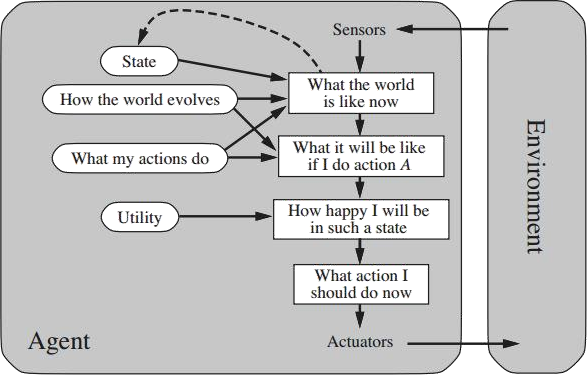 Sensors
State
What the world
is like now
How the world evolves
What it will be like
if I do action A
What my actions do
Utility
How happy I will be
in such a state
What action I
should do now
Agent
Actuators
Environment